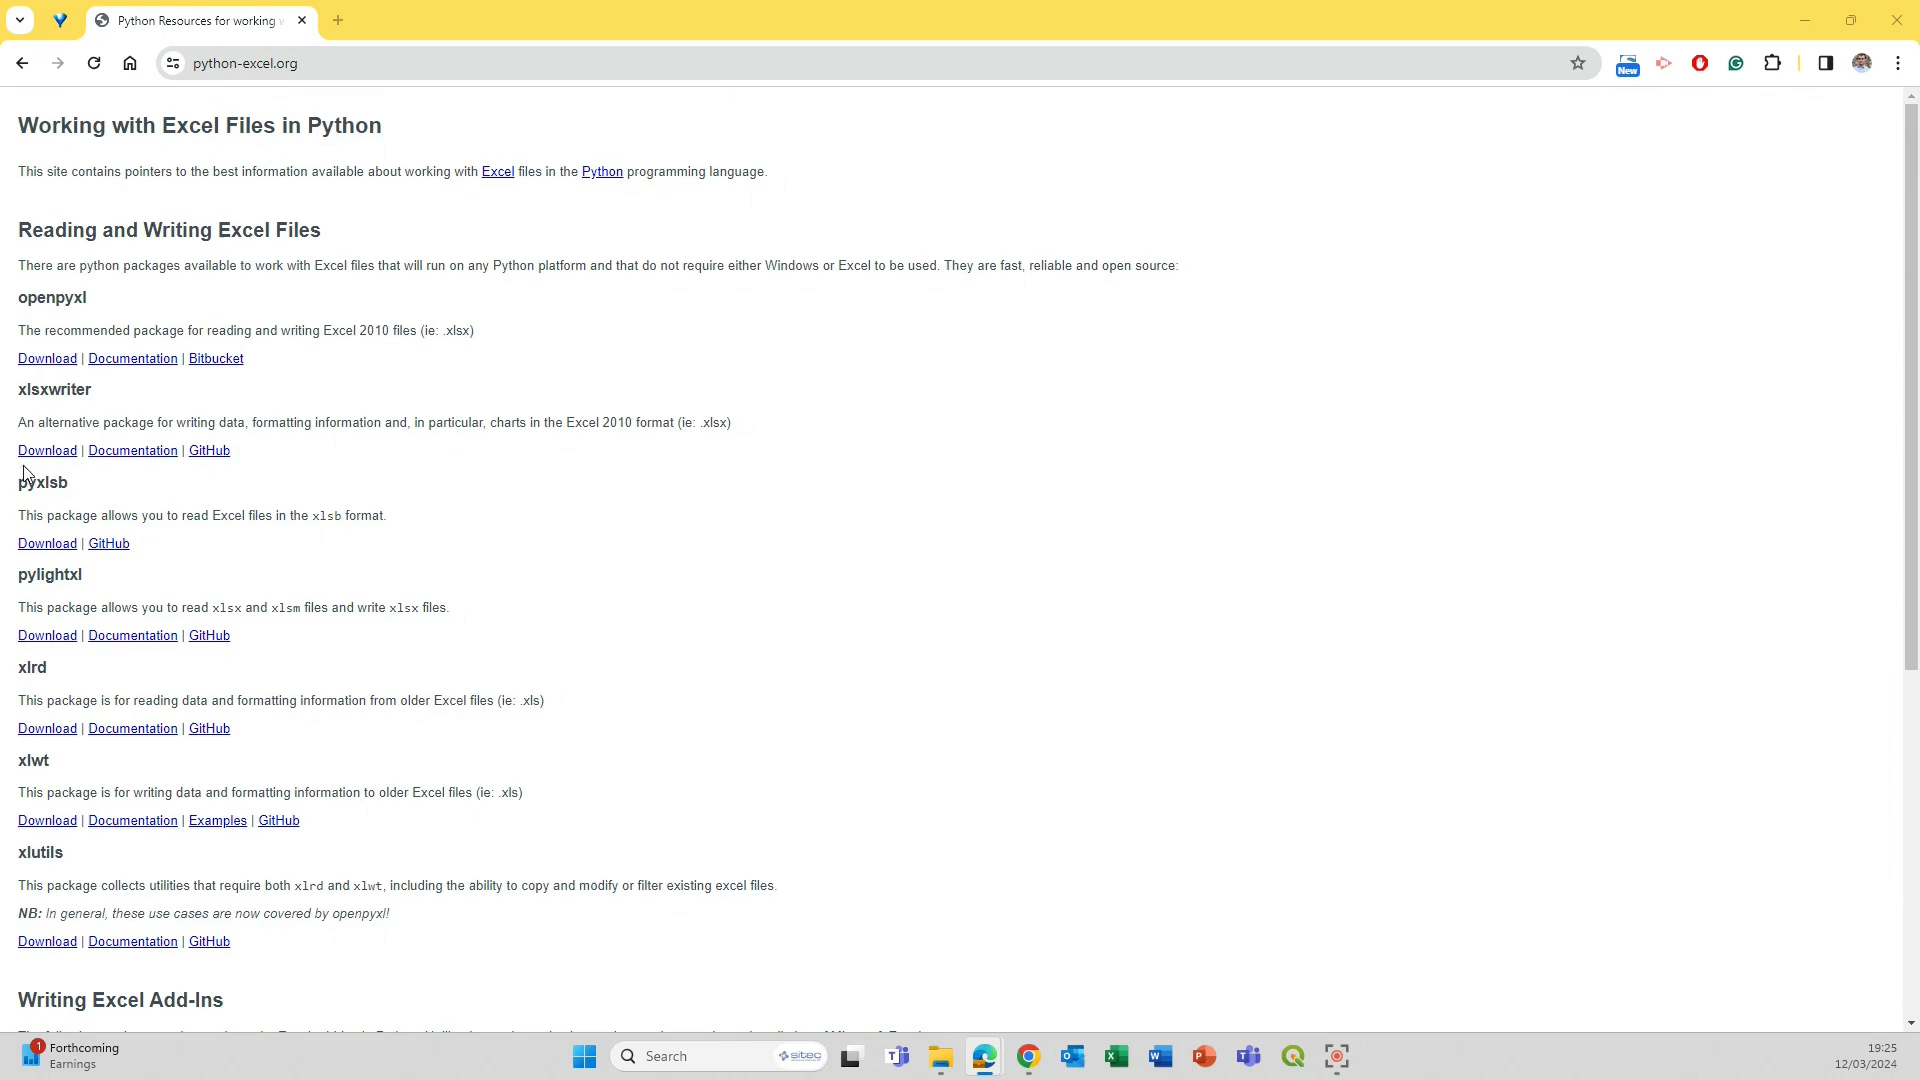 Python Resources for working w
python-excel.org
New
Working with Excel Files in Python
This site contains pointers to the best information available about working with Excel files in the Python programming language.
Reading and Writing Excel Files
There are python packages available to work with Excel files that will run on any Python platform and that do not require either Windows or Excel to be used. They are fast, reliable and open source:
openpyxl
The recommended package for reading and writing Excel 2010 files (ie: .xlsx)
Download | Documentation | Bitbucket
xlsxwriter
An alternative package for writing data, formatting information and, in particular, charts in the Excel 2010 format (ie: .xlsx)
Download | Documentation | GitHub
pyxlsb
This package allows you to read Excel files in the xlsb format.
Download | GitHub
pylightxl
This package allows you to read xlsx and xlsm files and write xlsx files.
Download | Documentation | GitHub
xlrd
This package is for reading data and formatting information from older Excel files (ie: .xls)
Download | Documentation | GitHub
xlwt
This package is for writing data and formatting information to older Excel files (ie: .xls)
Download | Documentation | Examples | GitHub
xlutils
This package collects utilities that require both xlrd and xlwt, including the ability to copy and modify or filter existing excel files.
NB: In general, these use cases are now covered by openpyxl!
Download | Documentation | GitHub
Writing Excel Add-Ins
1
Forthcoming
Earnings
Search
sitec
19:25
12/03/2024